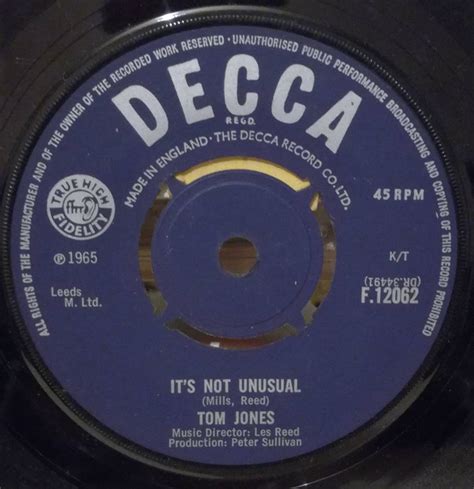 ALL RIGHTS OF THE MANUFACTURER AND OF THE OWNER OF THE RECORDED WORK RESERVED • UNAUTHORISED PUBLIC PERFORMANCE BROADCASTING AND COPYING OF THIS RECORD PROHIBITED
DECCA
REGD.
MADE IN ENGLAND • THE DECCA RECORD CO. LTD.
TRUE HIGH
ffrr
FIDELITY
45 RPM
℗ 1965
K/T
Leeds
M. Ltd.
(DR.34491)
F.12062
IT'S NOT UNUSUAL
(Mills, Reed)
TOM JONES
Music Director: Les Reed
Production: Peter Sullivan